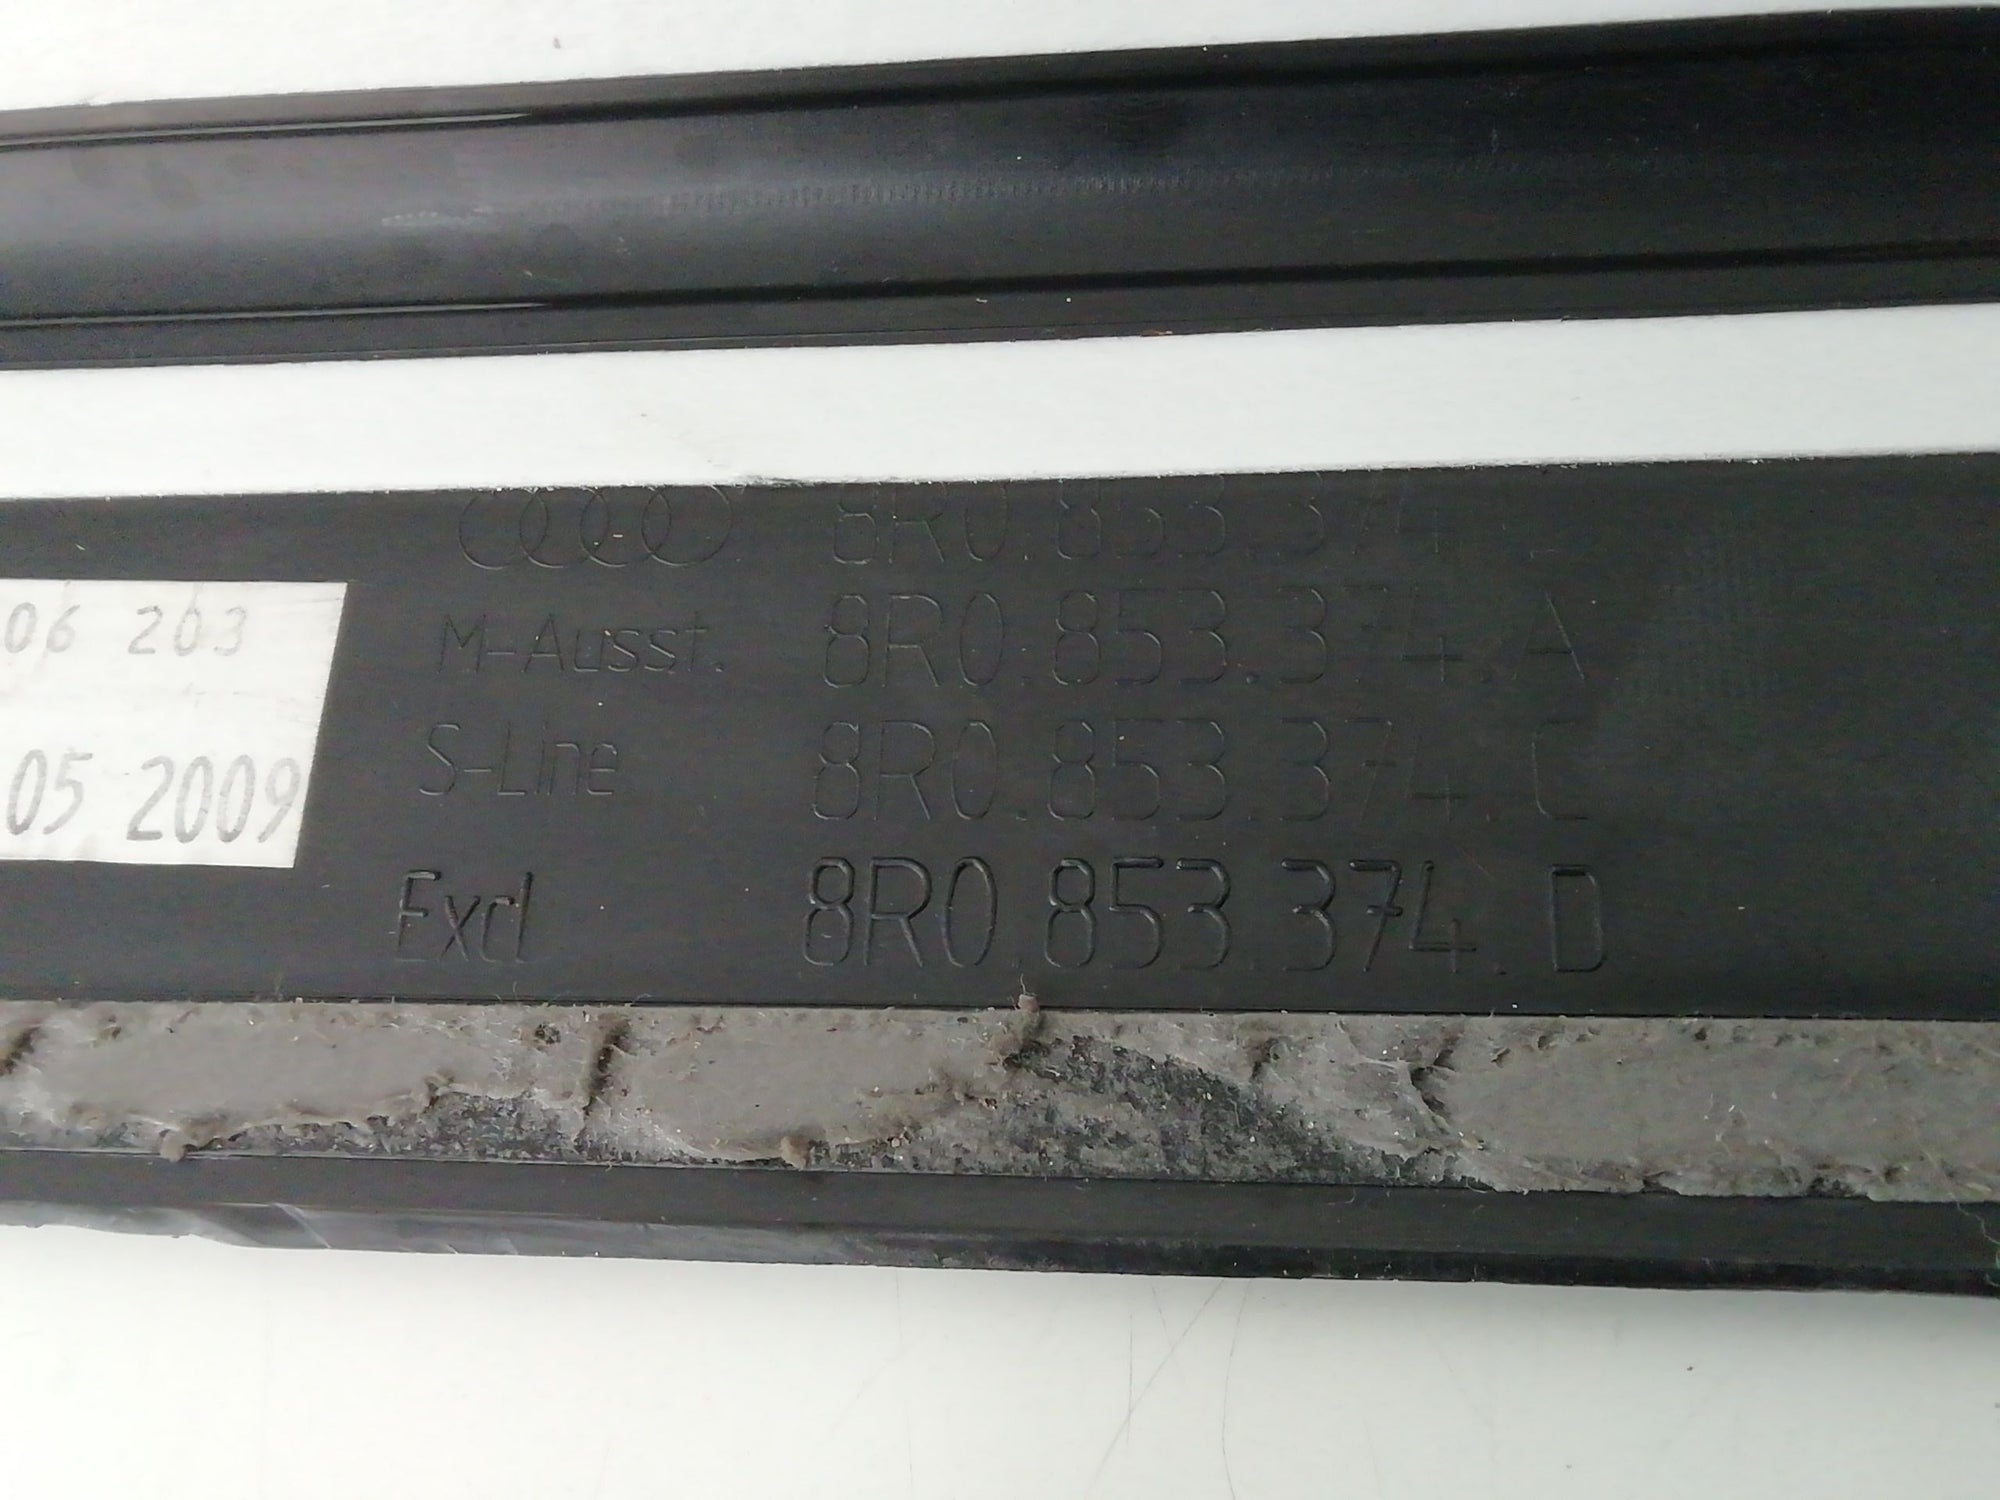 8R0.853.374
M-Ausst. 8R0.853.374.A
06 203
S-Line 8R0.853.374.C
05 2009
Excl 8R0.853.374.D